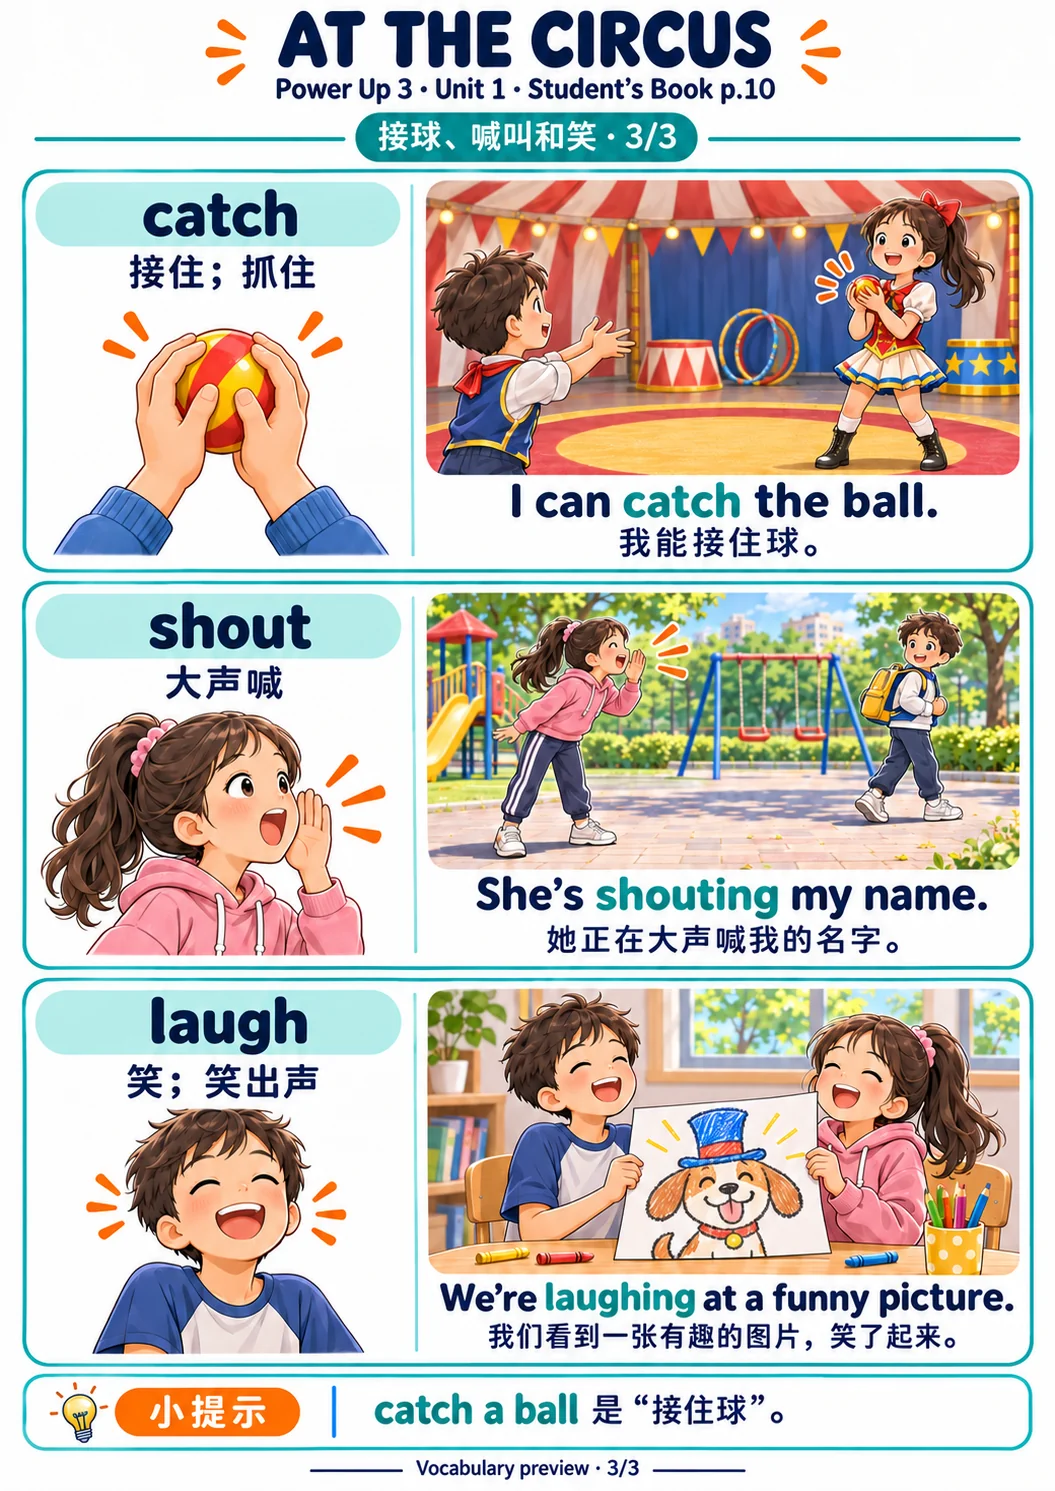 AT THE CIRCUS
Power Up 3 · Unit 1 · Student's Book p.10
接球、喊叫和笑 · 3/3
catch
接住；抓住
I can catch the ball.
我能接住球。
shout
大声喊
She's shouting my name.
她正在大声喊我的名字。
laugh
笑；笑出声
We're laughing at a funny picture.
我们看到一张有趣的图片，笑了起来。
小提示
catch a ball 是“接住球”。
Vocabulary preview · 3/3